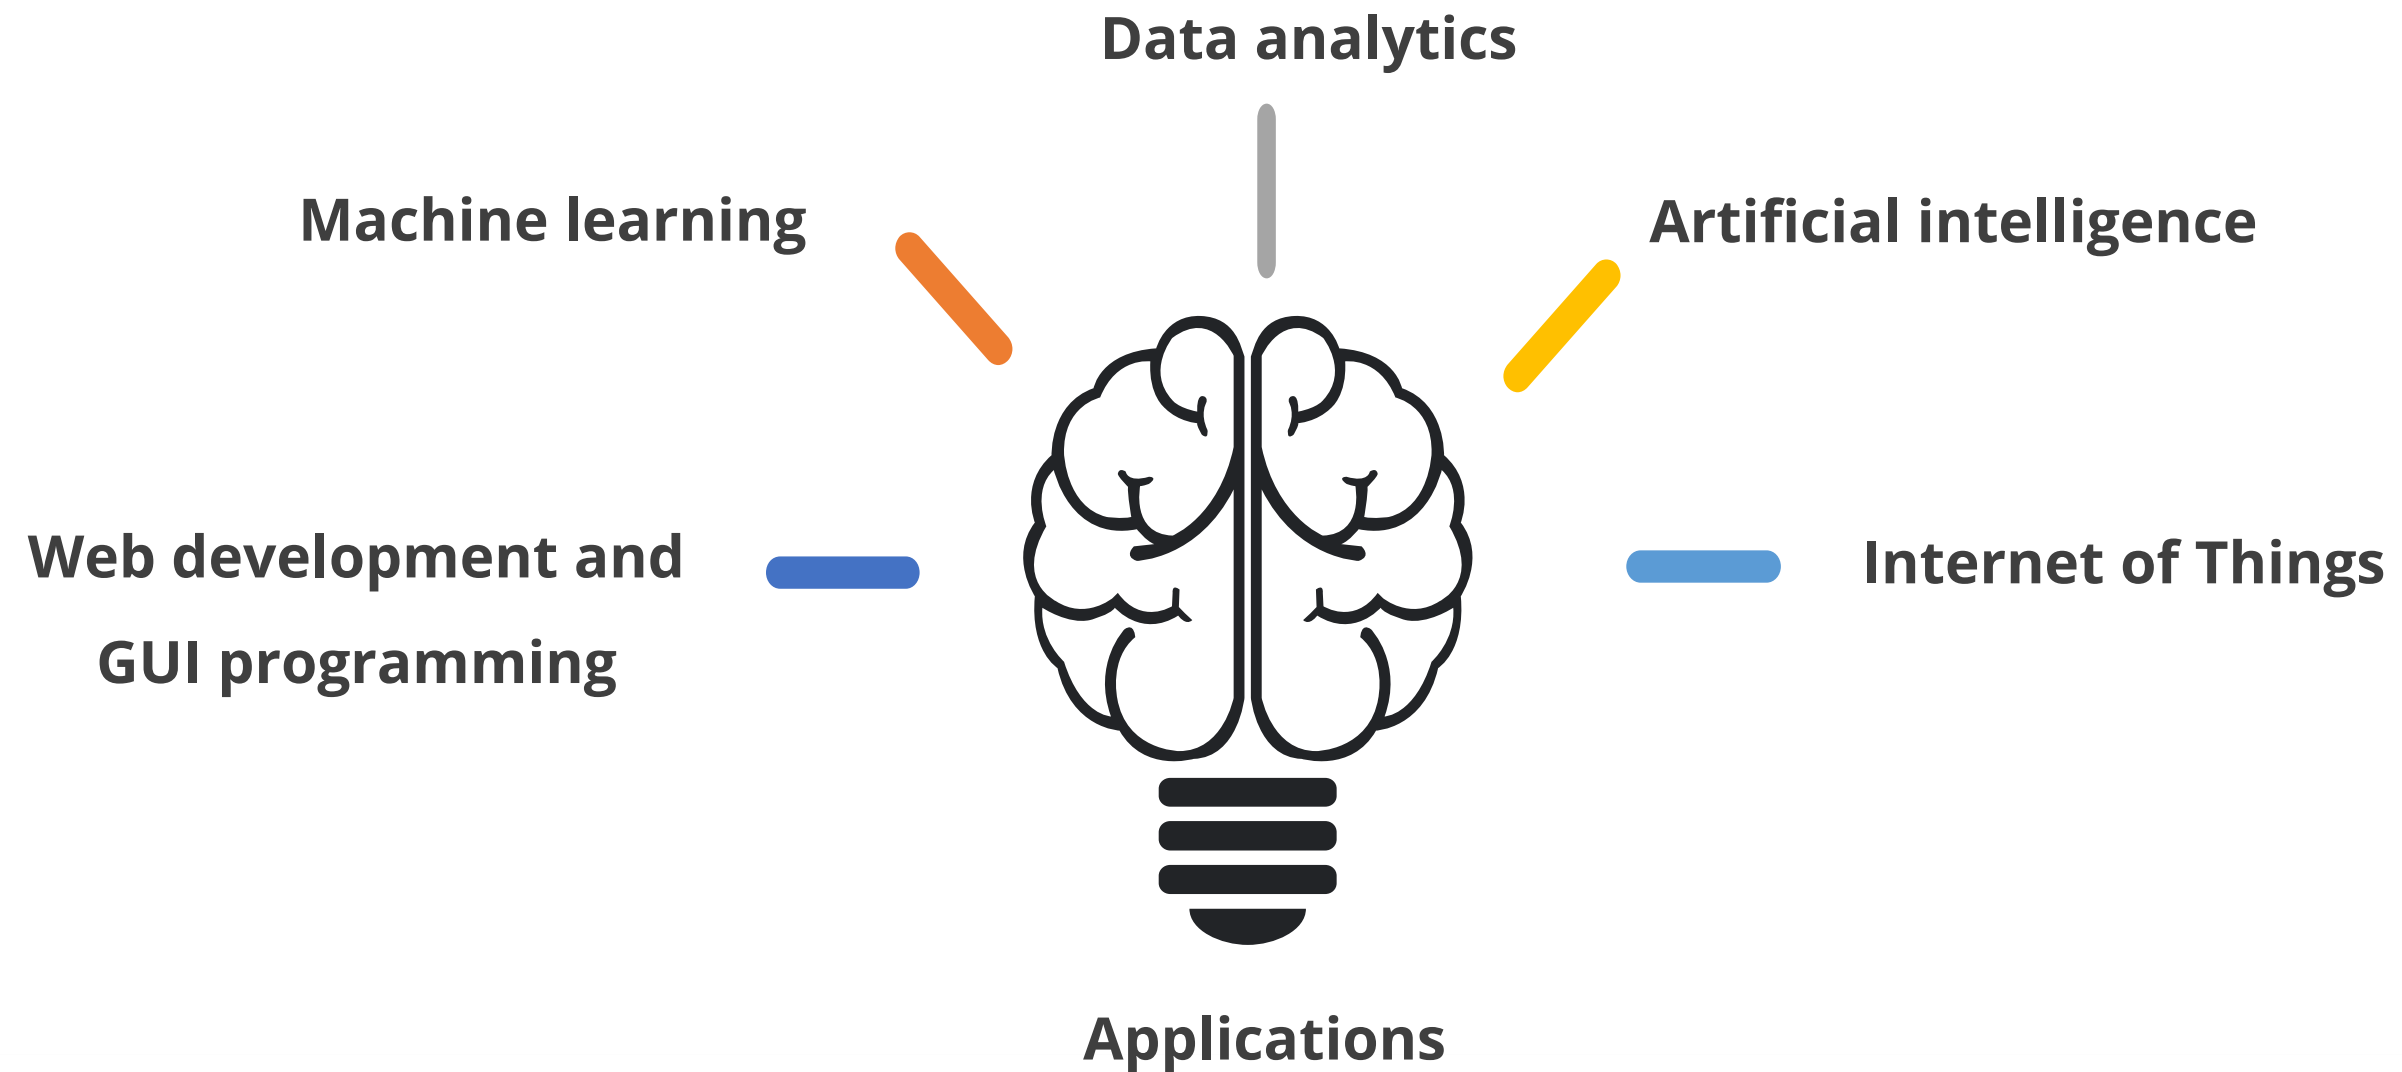 Data analytics
Machine learning
Artificial intelligence
Web development and
GUI programming
Internet of Things
Applications